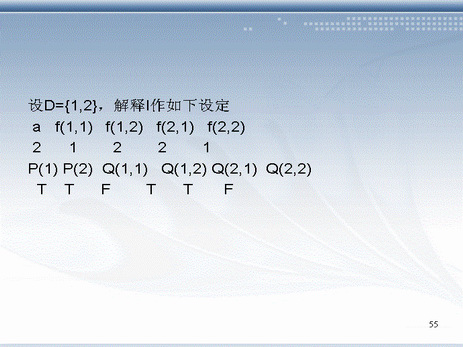 设D={1,2}，解释I作如下设定
a f(1,1) f(1,2) f(2,1) f(2,2)
2 1 2 2 1
P(1) P(2) Q(1,1) Q(1,2) Q(2,1) Q(2,2)
T T F T T F
55